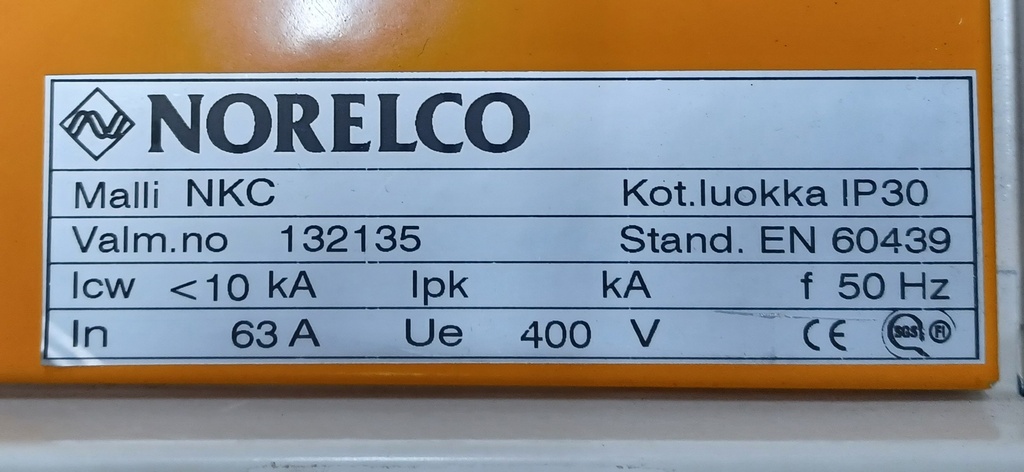 NORELCO
Malli NKC Kot.luokka IP30
Valm.no 132135 Stand. EN 60439
Icw <10 kA Ipk kA f 50 Hz
In 63 A Ue 400 V CE SGS FI